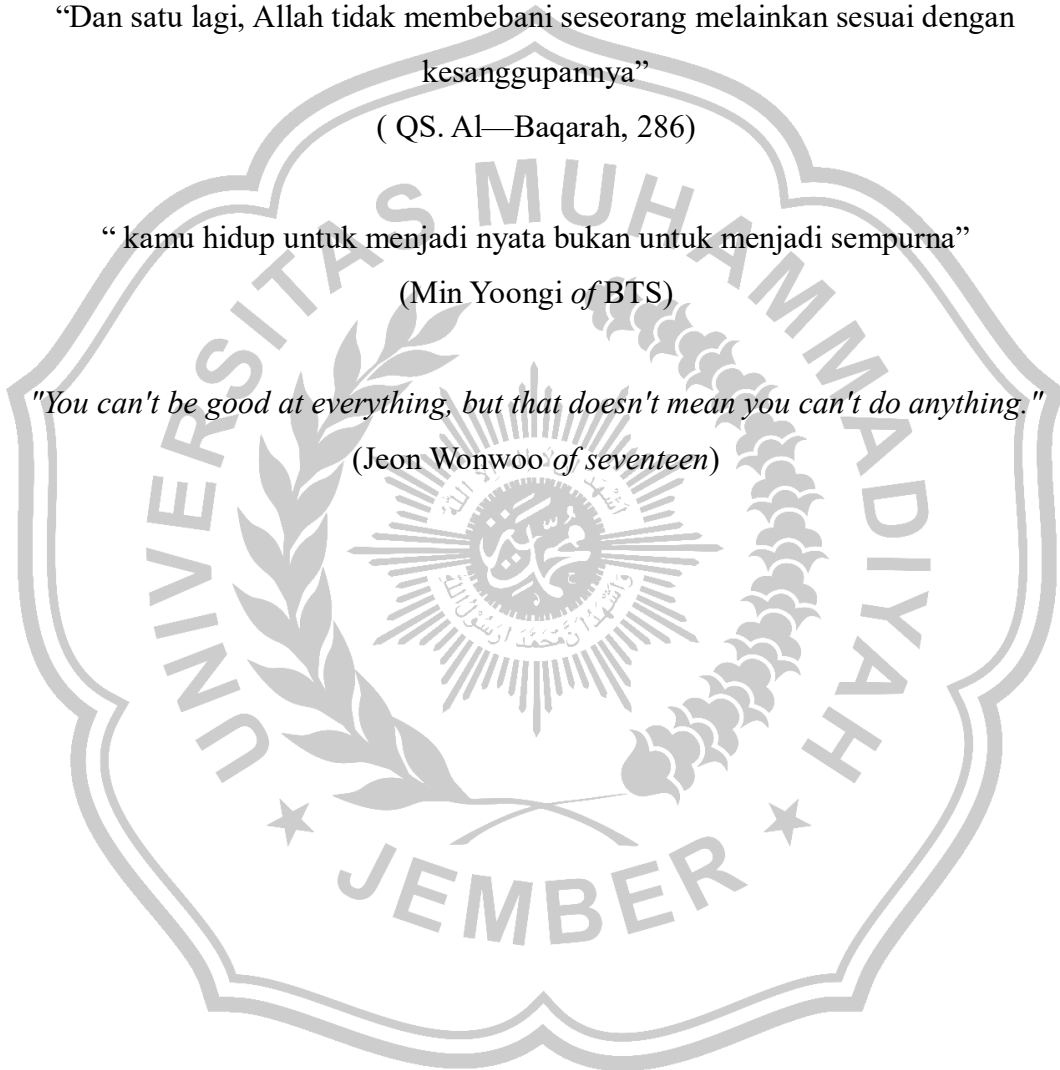 “Dan satu lagi, Allah tidak membebani seseorang melainkan sesuai dengan
kesanggupannya”
( QS. Al—Baqarah, 286)
“ kamu hidup untuk menjadi nyata bukan untuk menjadi sempurna”
(Min Yoongi of BTS)
"You can't be good at everything, but that doesn't mean you can't do anything."
(Jeon Wonwoo of seventeen)
UNIVERSITAS MUHAMMADIYAH
JEMBER